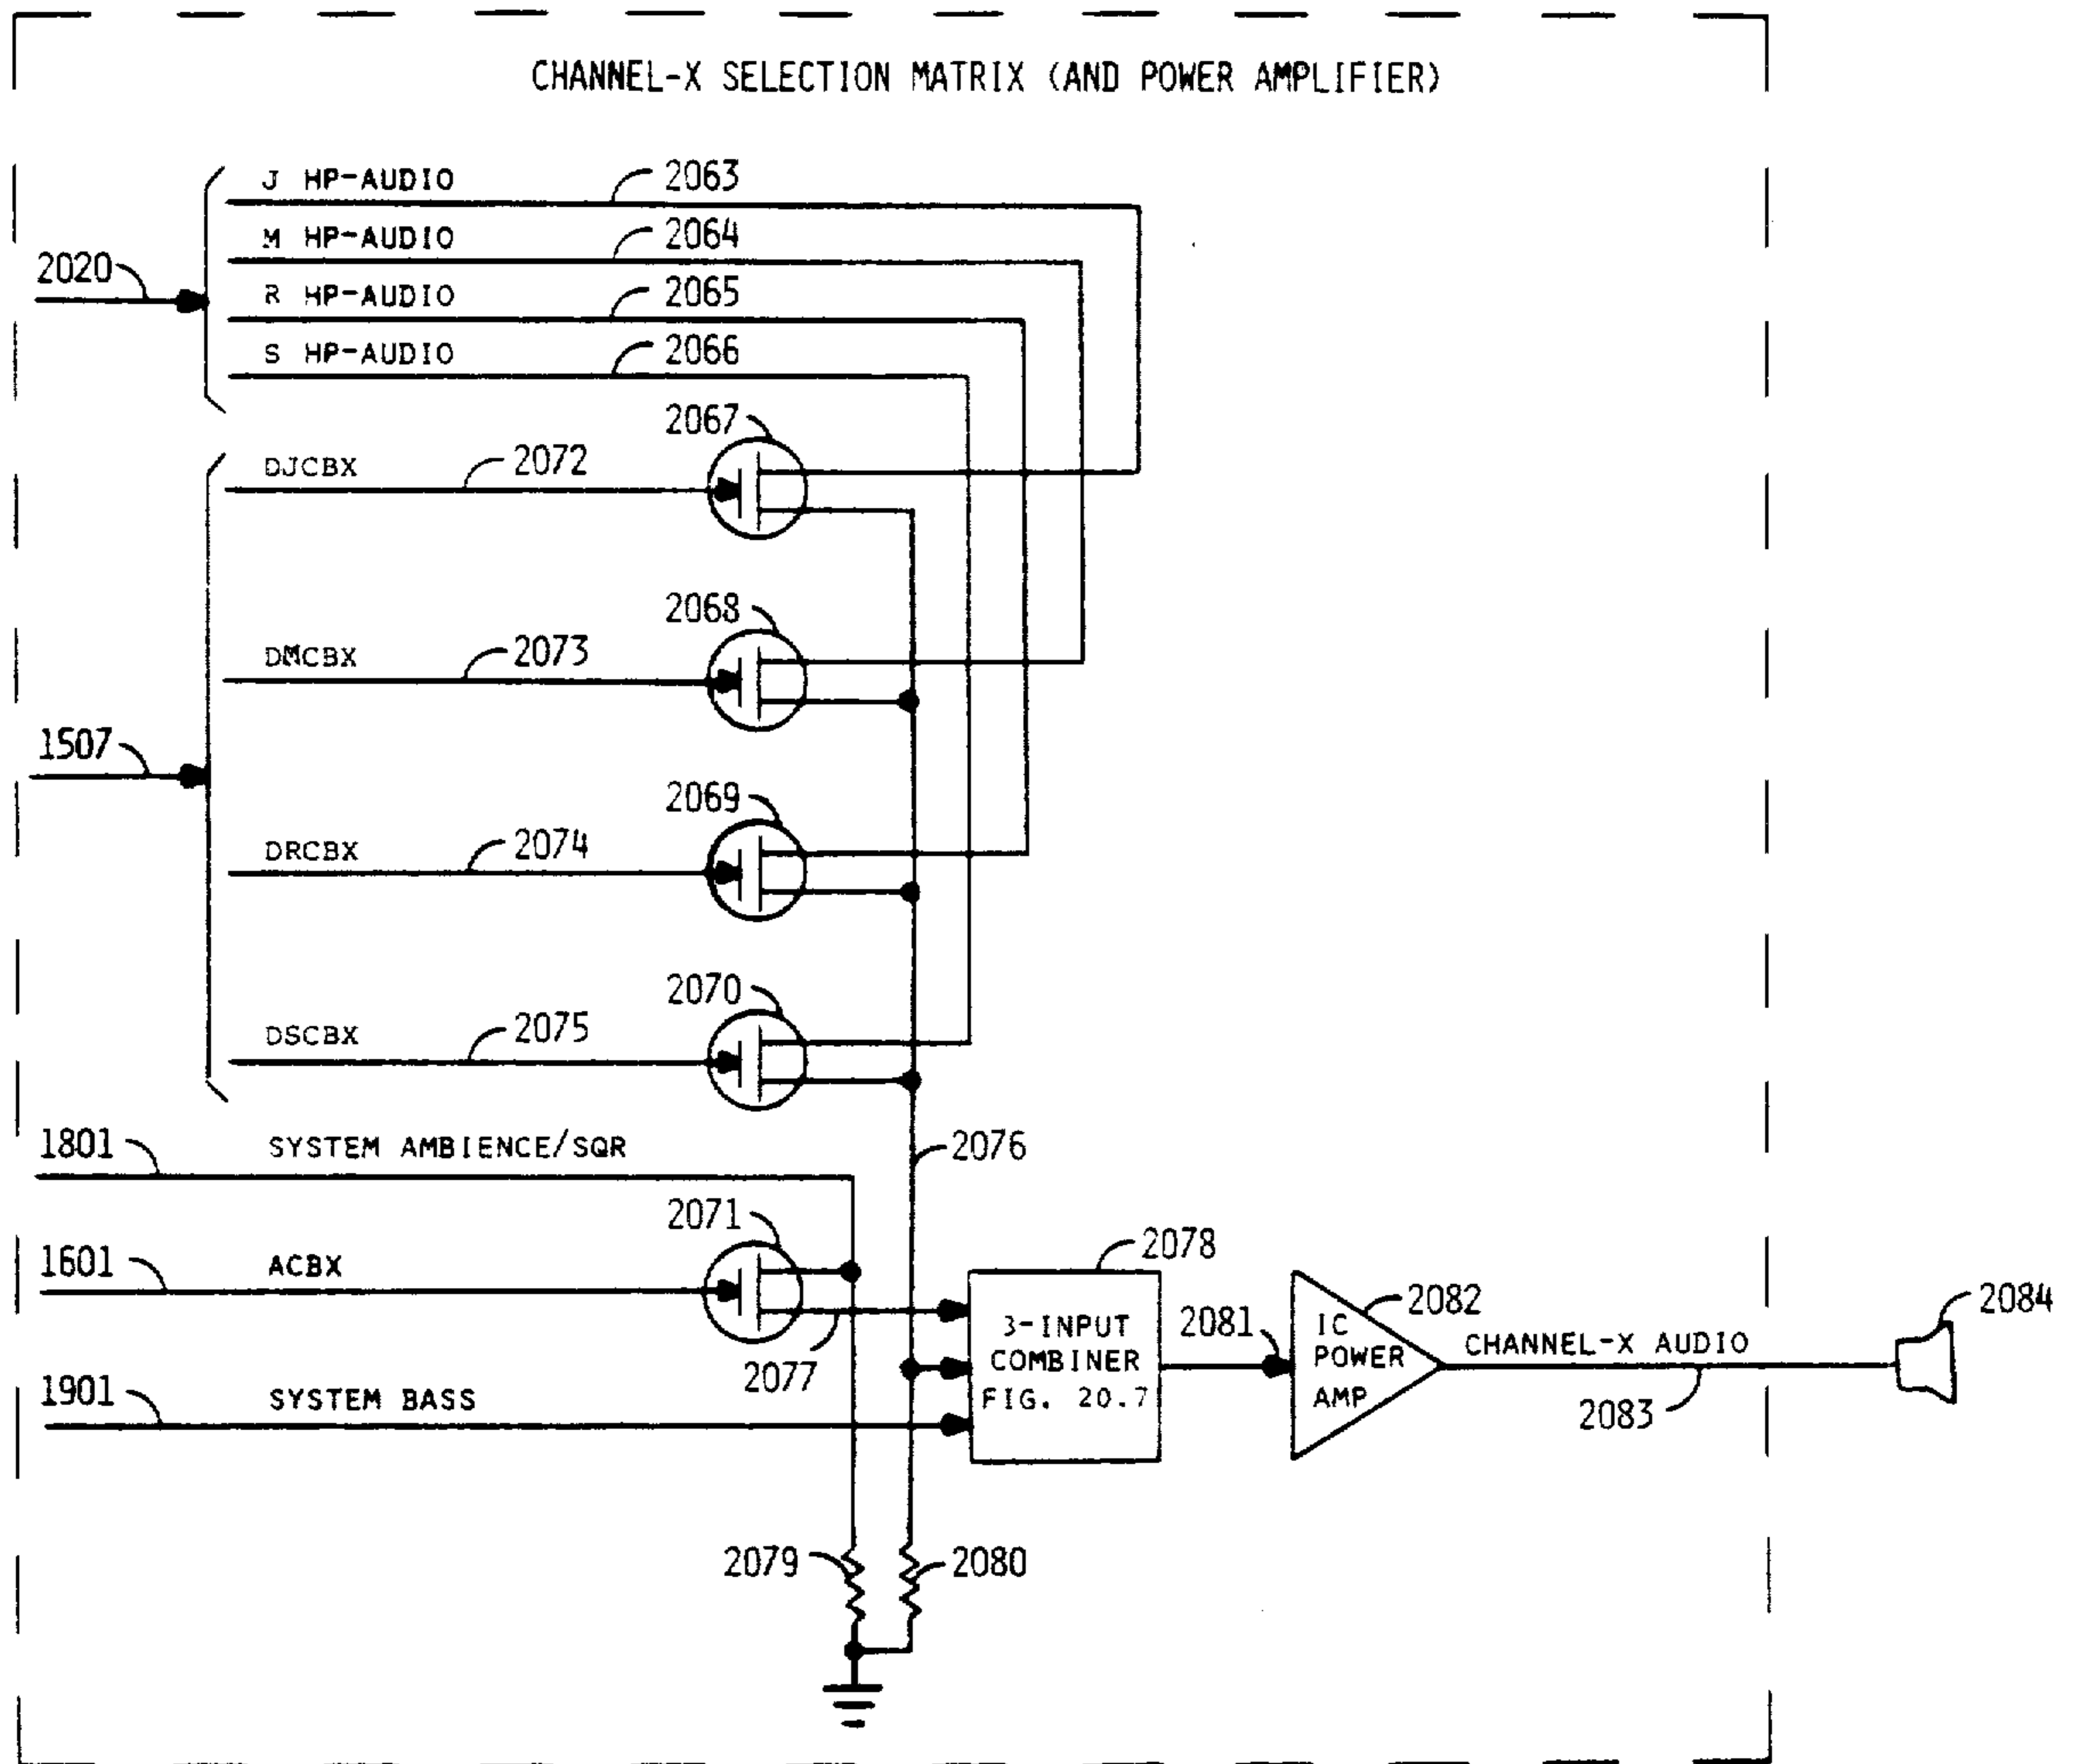 CHANNEL-X SELECTION MATRIX (AND POWER AMPLIFIER)
J HP-AUDIO
2063
M HP-AUDIO
2064
2020
R HP-AUDIO
2065
S HP-AUDIO
2066
2067
DJCBX
2072
2068
DMCBX
2073
1507
2069
DRCBX
2074
2070
DSCBX
2075
1801
SYSTEM AMBIENCE/SQR
2076
2071
1601
ACBX
2078
2084
2082
2081
3-INPUT
COMBINER
FIG. 20.7
IC
POWER
AMP
CHANNEL-X AUDIO
2077
1901
SYSTEM BASS
2083
2079
2080